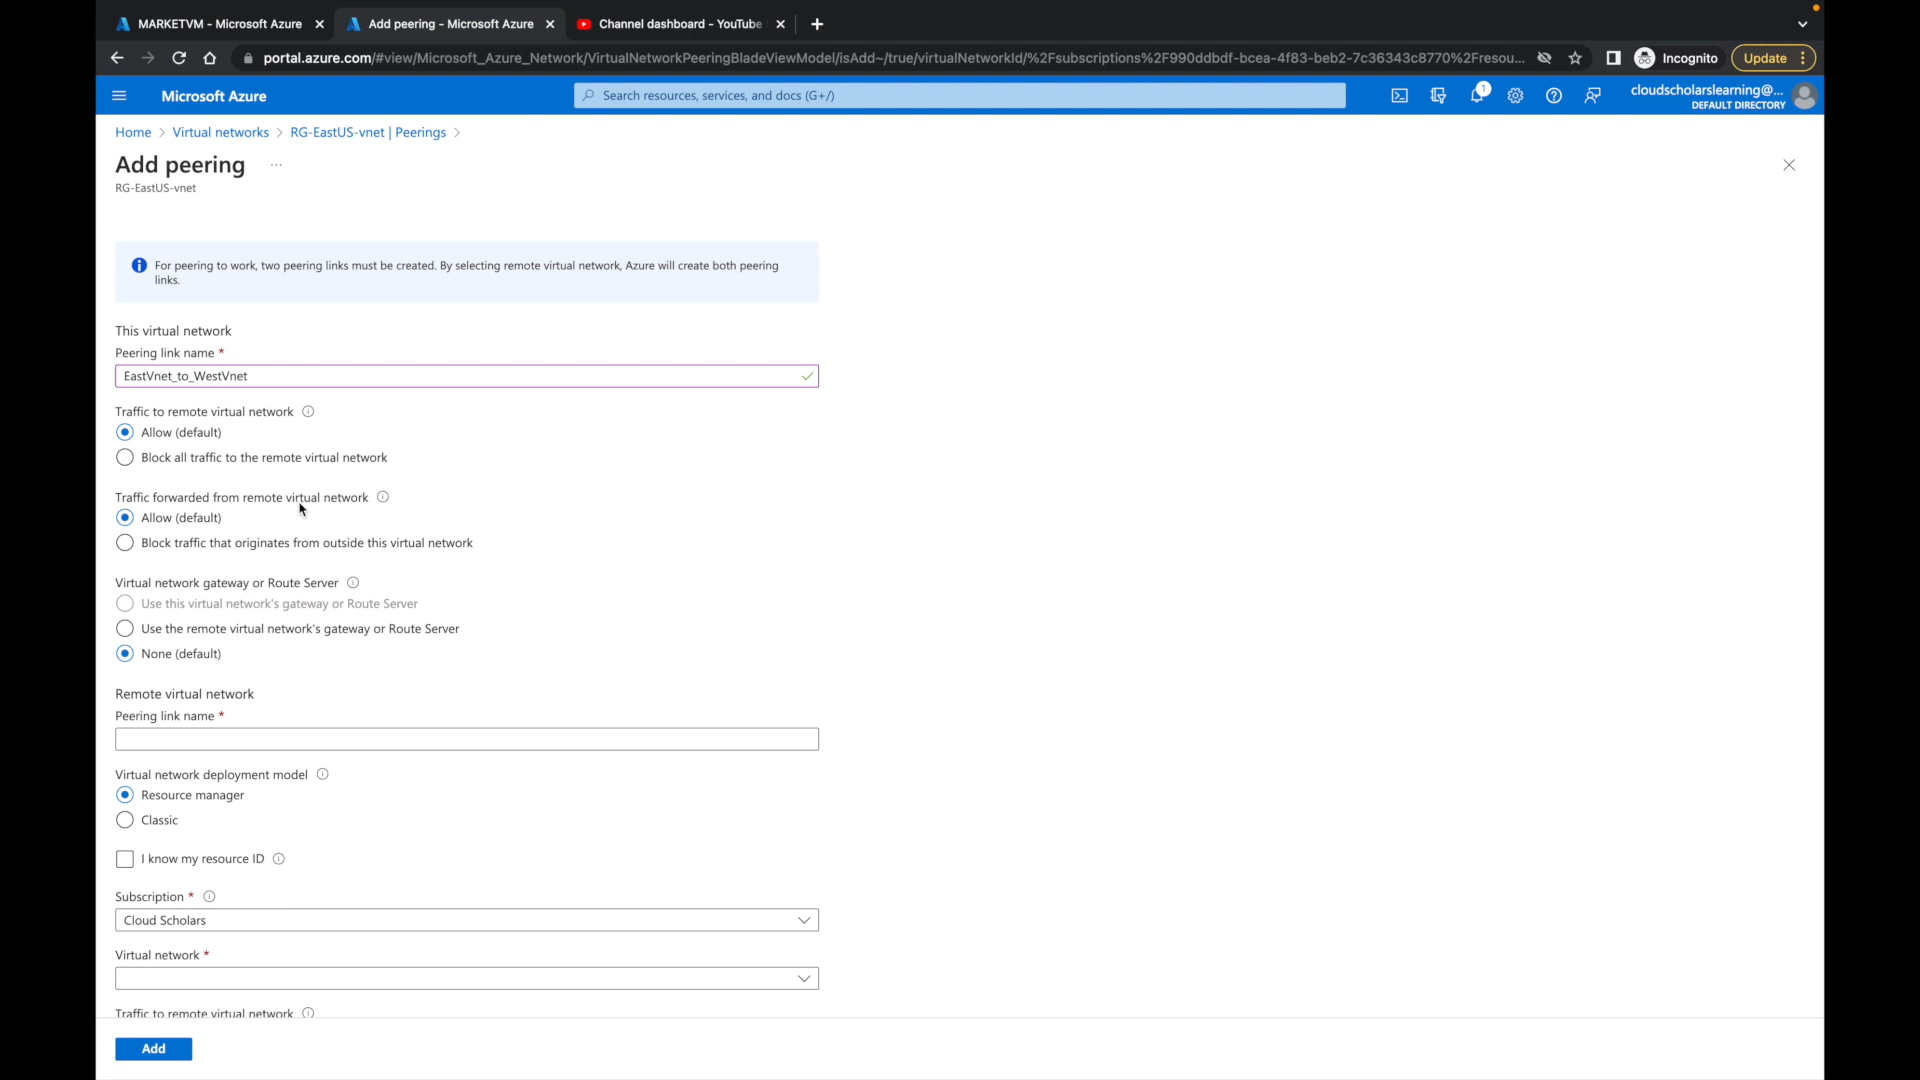 MARKETVM - Microsoft Azure
Add peering - Microsoft Azure
Channel dashboard - YouTube
portal.azure.com/#view/Microsoft_Azure_Network/VirtualNetworkPeeringBladeViewModel/isAdd~/true/virtualNetworkId/%2Fsubscriptions%2F990ddbdf-bcea-4f83-beb2-7c36343c8770%2Fresou...
Incognito
Update
Microsoft Azure
Search resources, services, and docs (G+/)
1
cloudscholarslearning@...
DEFAULT DIRECTORY
Home > Virtual networks > RG-EastUS-vnet | Peerings >
Add peering ...
RG-EastUS-vnet
For peering to work, two peering links must be created. By selecting remote virtual network, Azure will create both peering
links.
This virtual network
Peering link name *
EastVnet_to_WestVnet
Traffic to remote virtual network
Allow (default)
Block all traffic to the remote virtual network
Traffic forwarded from remote virtual network
Allow (default)
Block traffic that originates from outside this virtual network
Virtual network gateway or Route Server
Use this virtual network's gateway or Route Server
Use the remote virtual network's gateway or Route Server
None (default)
Remote virtual network
Peering link name *
Virtual network deployment model
Resource manager
Classic
I know my resource ID
Subscription *
Cloud Scholars
Virtual network *
Traffic to remote virtual network
Add